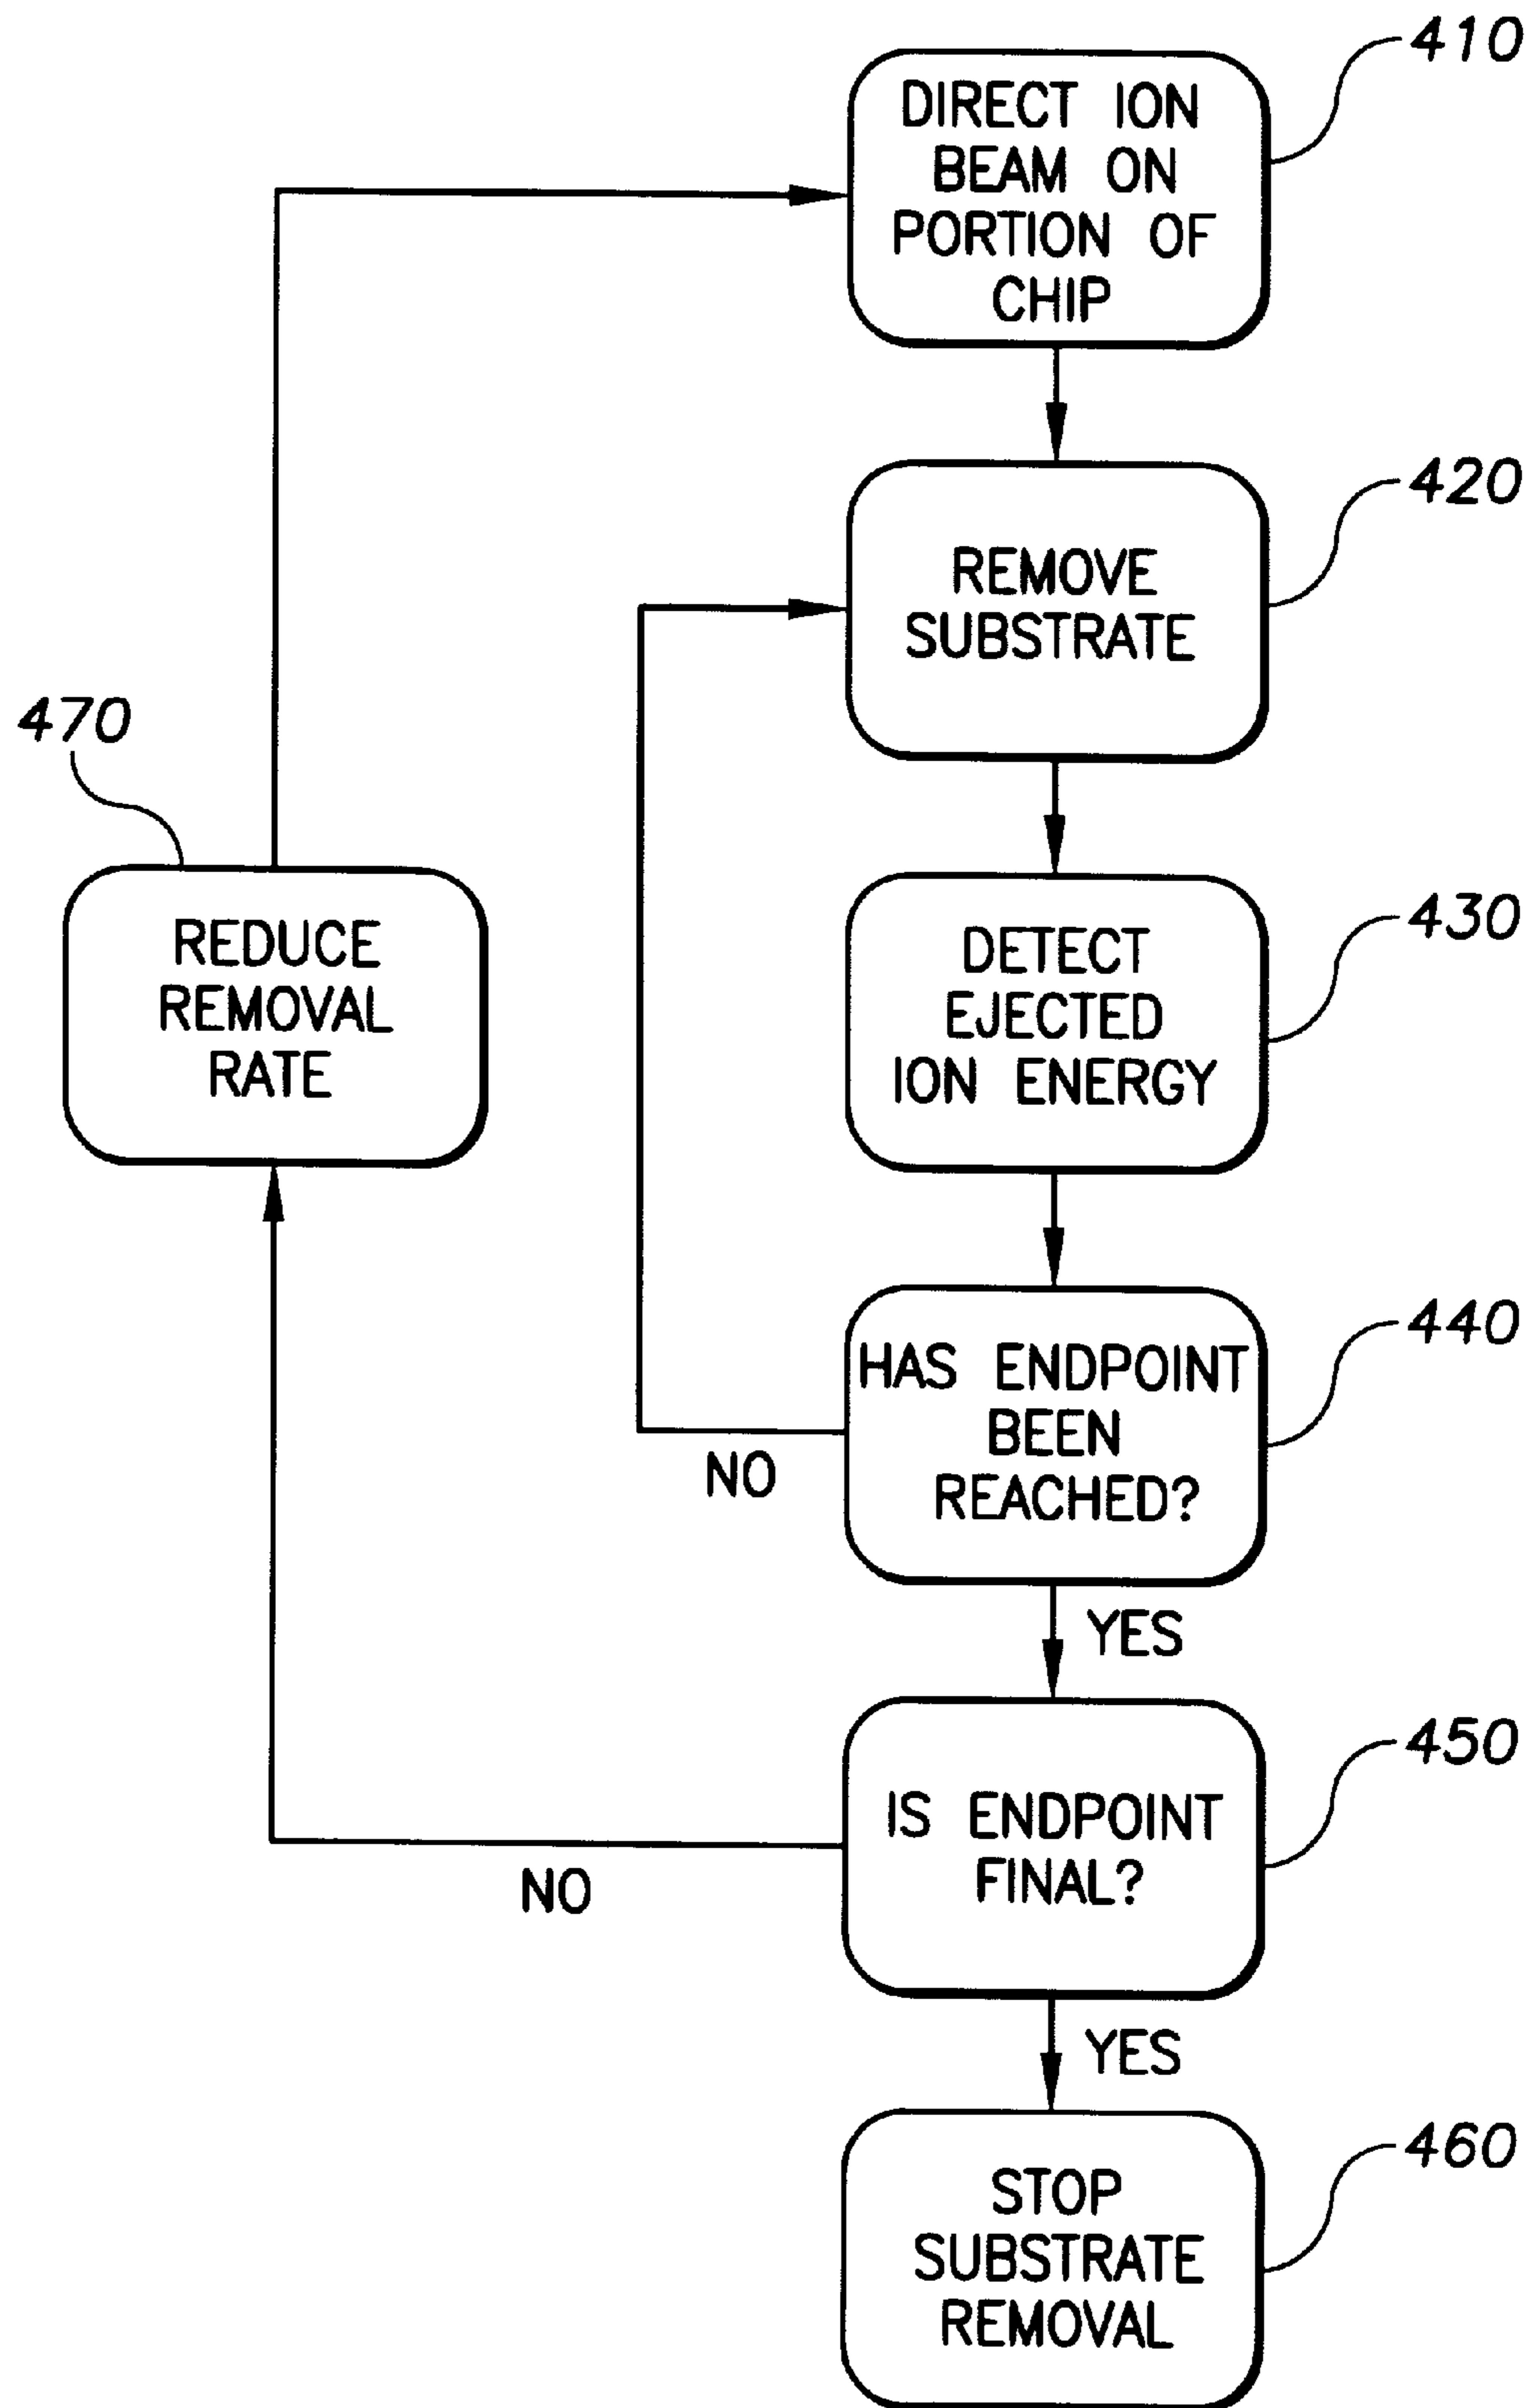 410
DIRECT ION
BEAM ON
PORTION OF
CHIP
420
REMOVE
SUBSTRATE
470
REDUCE
REMOVAL
RATE
430
DETECT
EJECTED
ION ENERGY
440
HAS ENDPOINT
BEEN
REACHED?
NO
YES
450
IS ENDPOINT
FINAL?
NO
YES
460
STOP
SUBSTRATE
REMOVAL